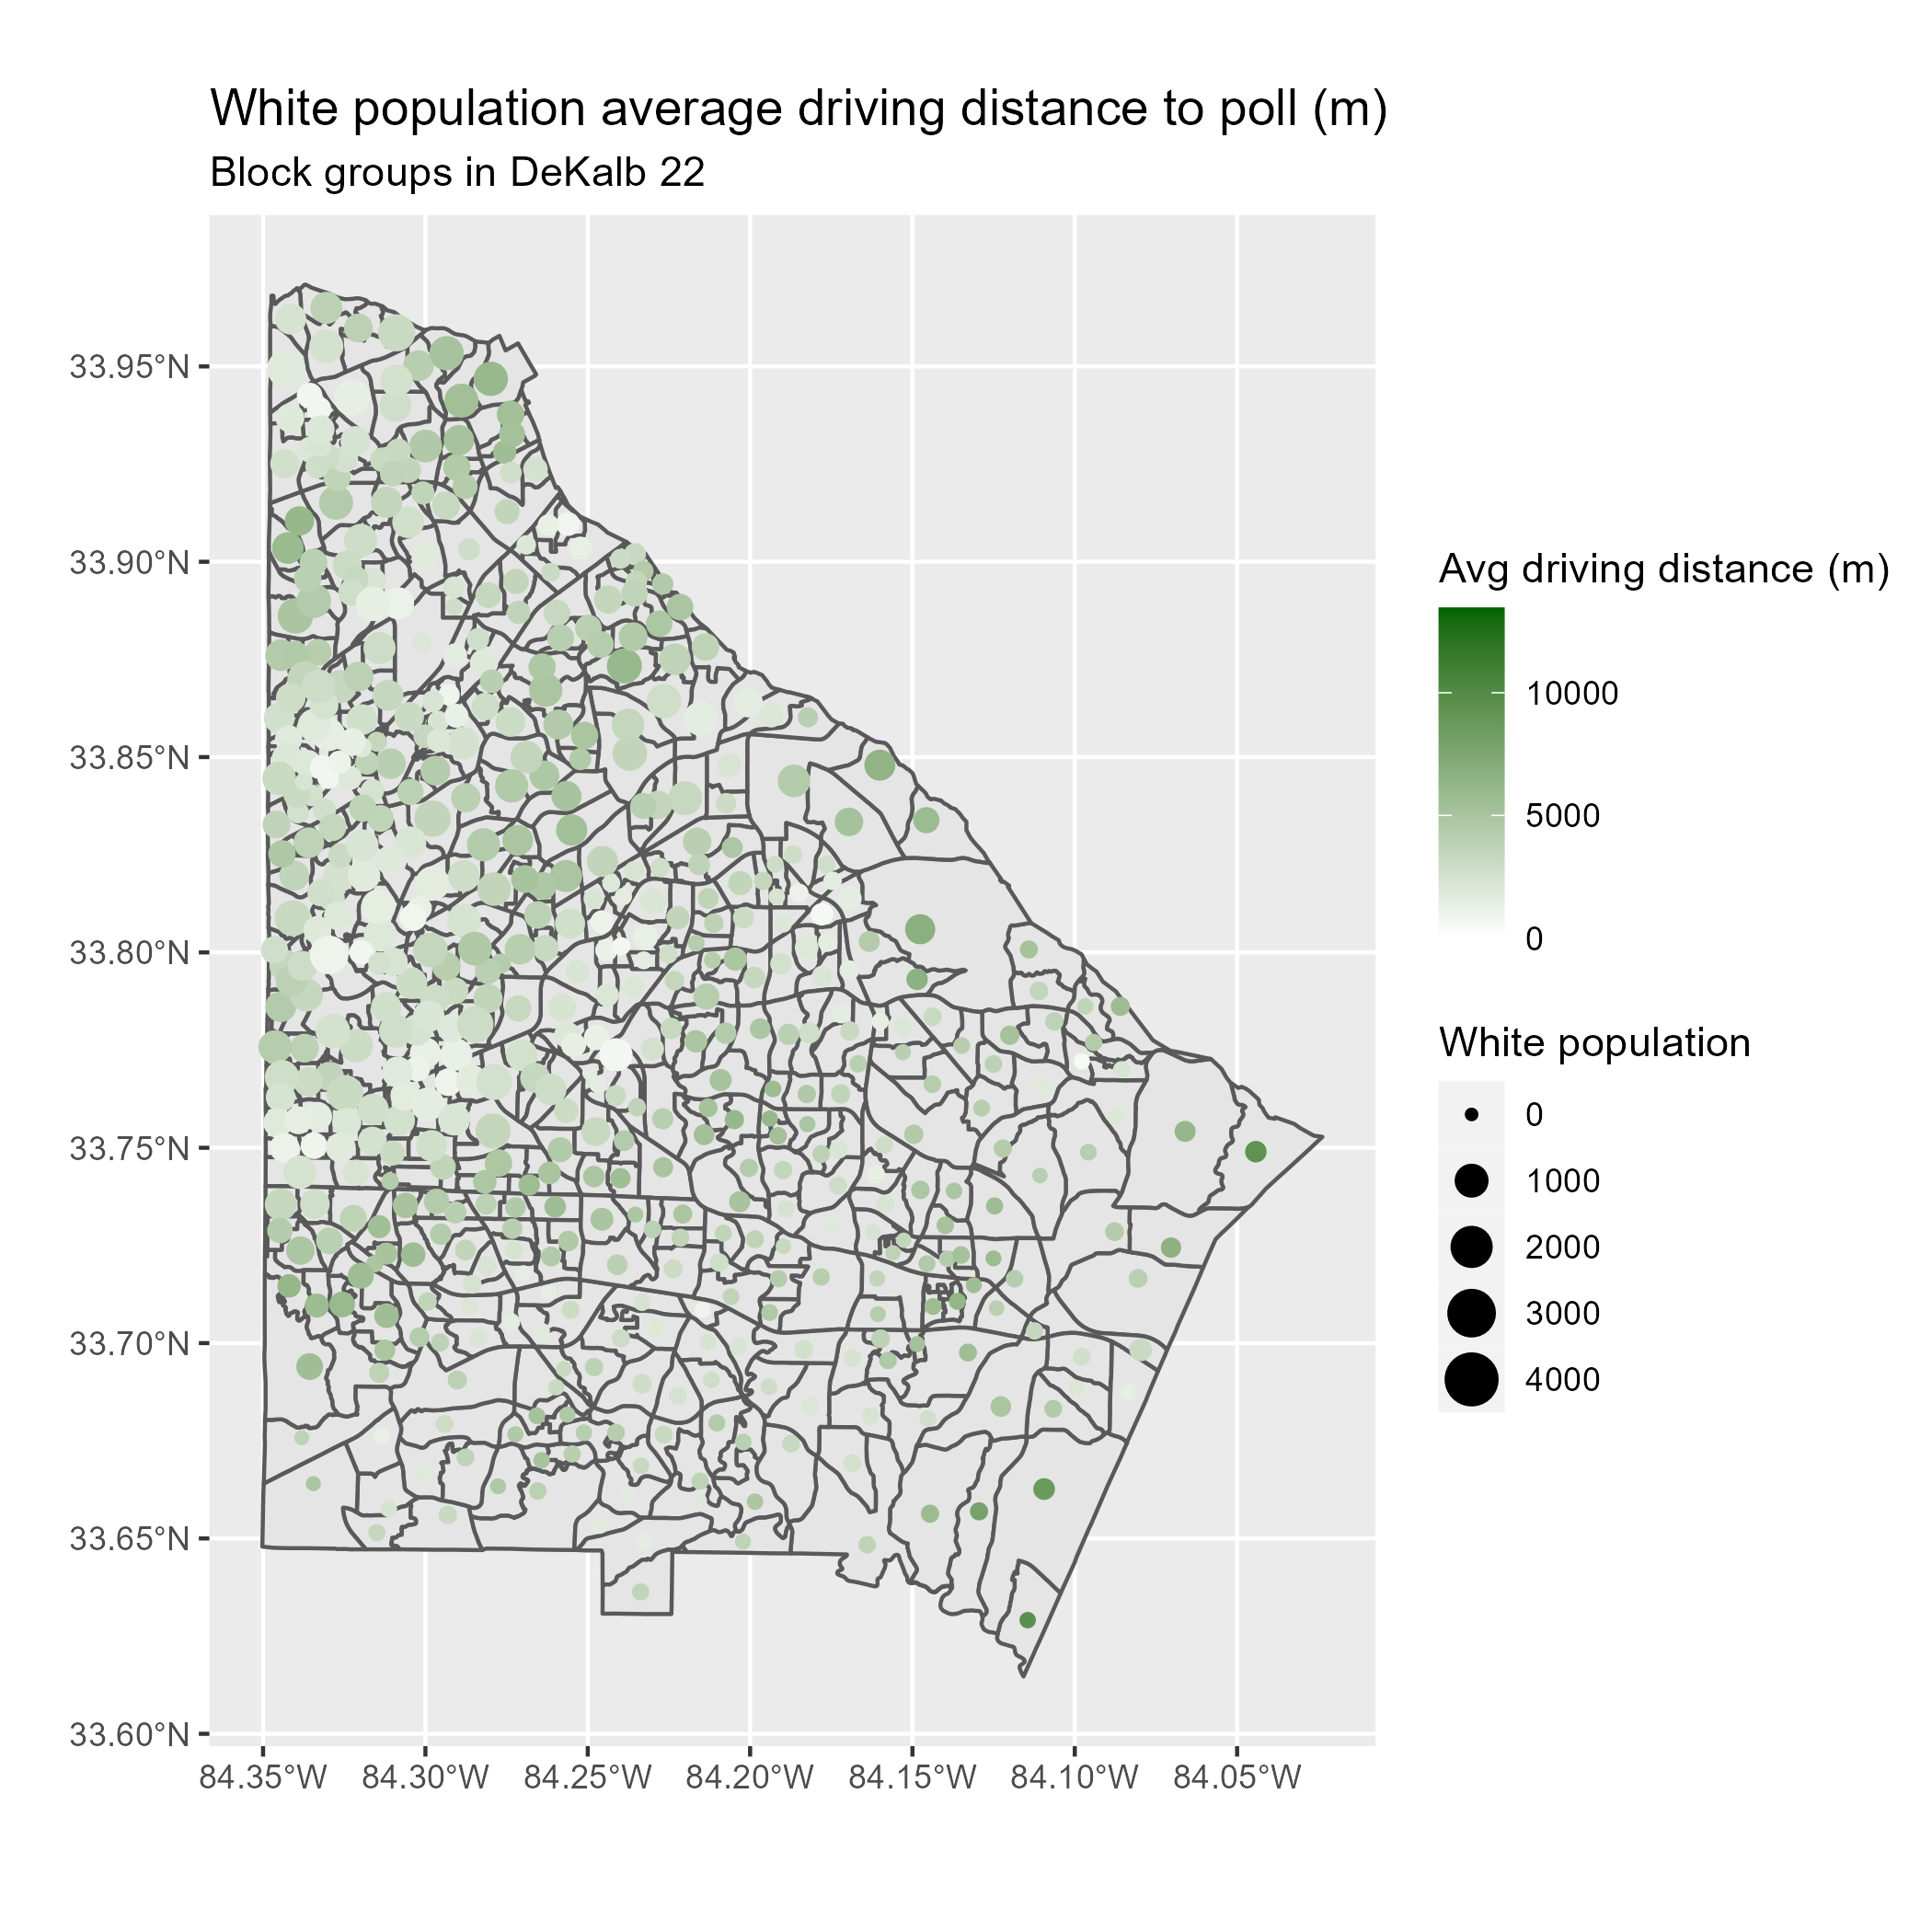 White population average driving distance to poll (m)
Block groups in DeKalb 22
33.95°N
33.90°N
33.85°N
33.80°N
33.75°N
33.70°N
33.65°N
33.60°N
84.35°W
84.30°W
84.25°W
84.20°W
84.15°W
84.10°W
84.05°W
Avg driving distance (m)
10000
5000
0
White population
0
1000
2000
3000
4000